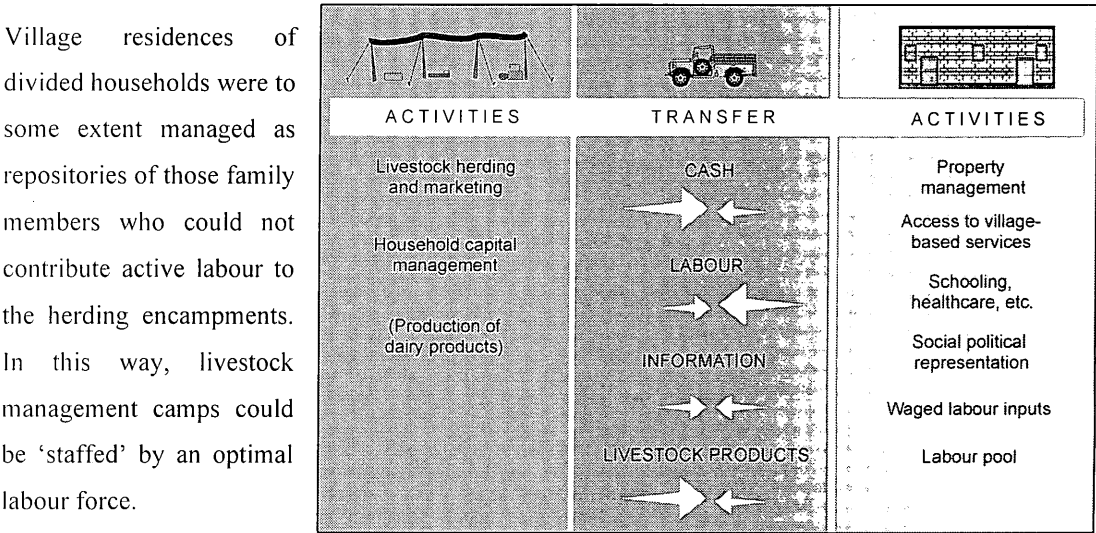 Village residences of
divided households were to
some extent managed as
repositories of those family
members who could not
contribute active labour to
the herding encampments.
In this way, livestock
management camps could
be ‘staffed’ by an optimal
labour force.
ACTIVITIES
Livestock herding
and marketing
Household capital
management
(Production of
dairy products)
TRANSFER
CASH
LABOUR
INFORMATION
LIVESTOCK PRODUCTS
ACTIVITIES
Property
management
Access to village-
based services
Schooling,
healthcare, etc.
Social political
representation
Waged labour inputs
Labour pool